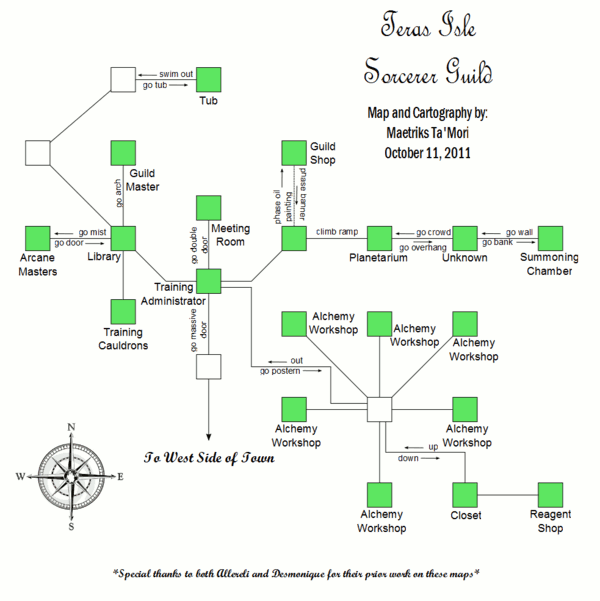 Teras Isle
Sorcerer Guild
Map and Cartography by:
Maetriks Ta'Mori
October 11, 2011
swim out
go tub
Tub
Guild
Master
go arch
Guild
Shop
phase oil
painting
phase banner
Meeting
Room
go double
door
go mist
go door
Arcane
Masters
Library
climb ramp
Planetarium
go crowd
go overhang
Unknown
go wall
go bank
Summoning
Chamber
Training
Administrator
Training
Cauldrons
go massive
door
Alchemy
Workshop
Alchemy
Workshop
Alchemy
Workshop
out
go postern
Alchemy
Workshop
Alchemy
Workshop
To West Side of Town
up
down
Alchemy
Workshop
Closet
Reagent
Shop
N
W
E
S
*Special thanks to both Allereli and Desmonique for their prior work on these maps*